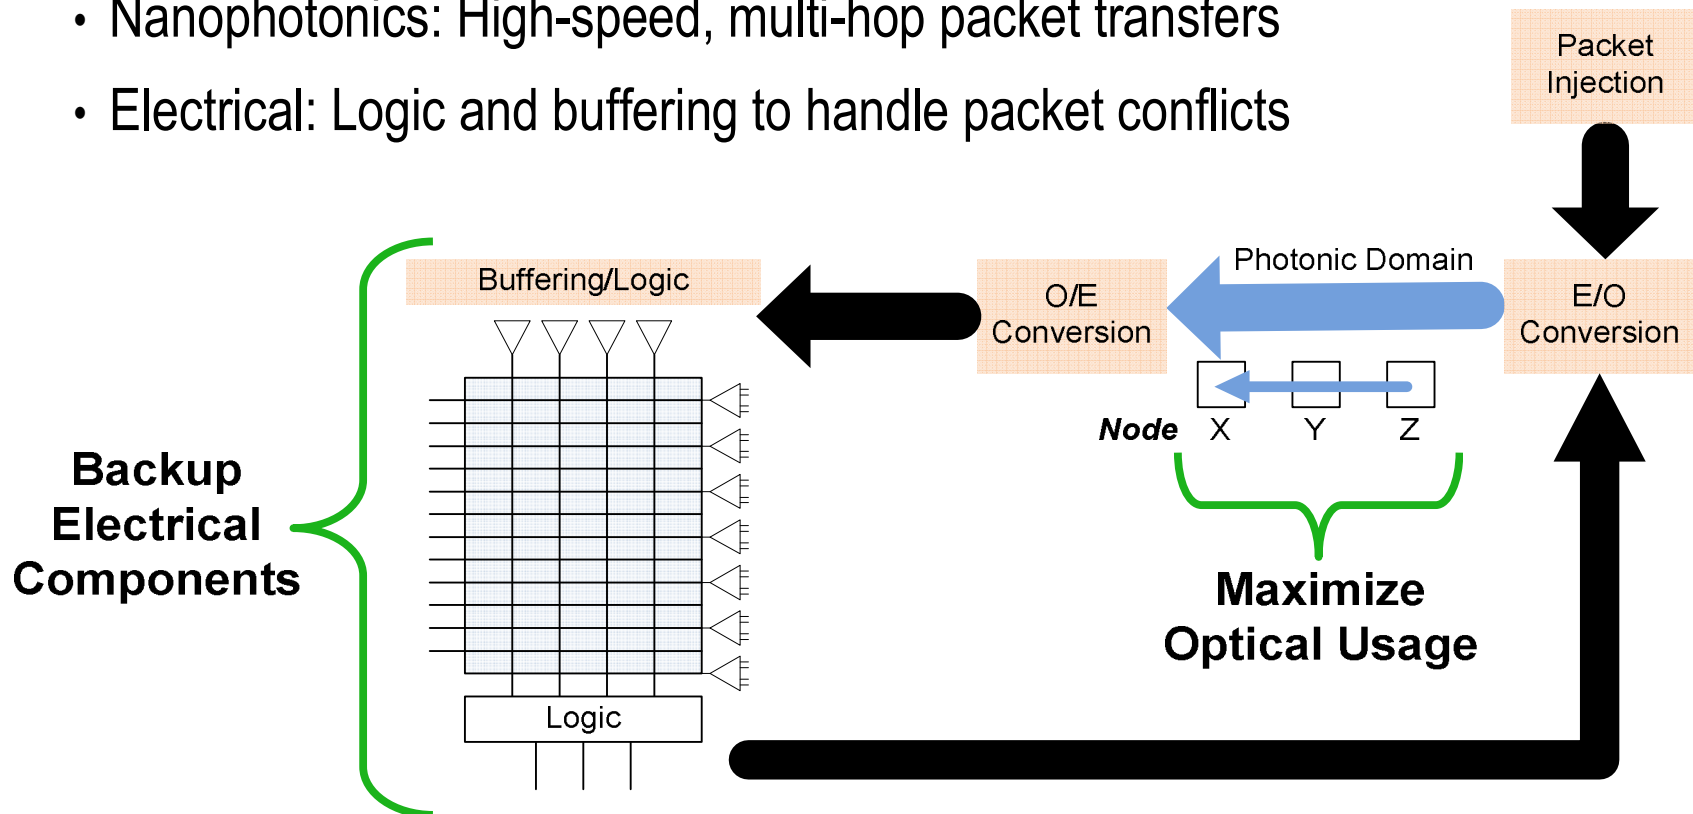 • Nanophotonics: High-speed, multi-hop packet transfers
• Electrical: Logic and buffering to handle packet conflicts
Packet
Injection
Buffering/Logic
O/E
Conversion
Photonic Domain
E/O
Conversion
Node X Y Z
Backup
Electrical
Components
Maximize
Optical Usage
Logic